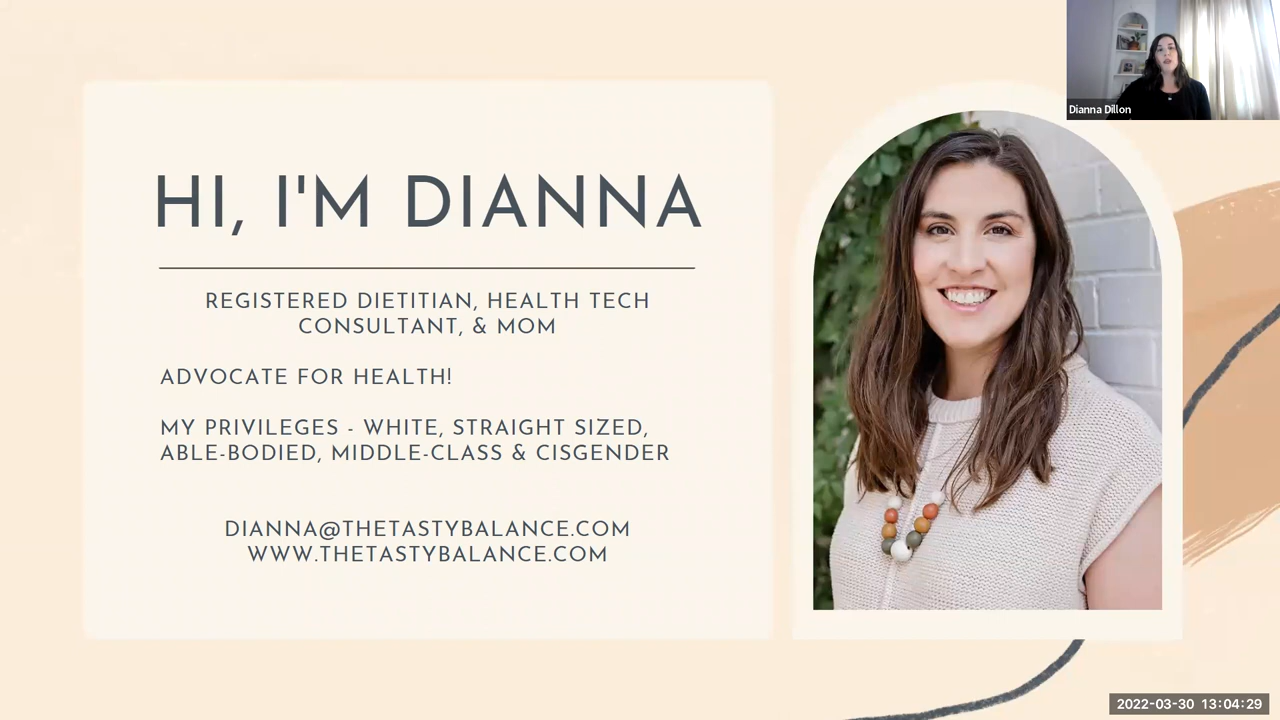 HI, I'M DIANNA
REGISTERED DIETITIAN, HEALTH TECH
CONSULTANT, & MOM
ADVOCATE FOR HEALTH!
MY PRIVILEGES - WHITE, STRAIGHT SIZED,
ABLE-BODIED, MIDDLE-CLASS & CISGENDER
DIANNA@THETASTYBALANCE.COM
WWW.THETASTYBALANCE.COM
Dianna Dillon
2022-03-30 13:04:29